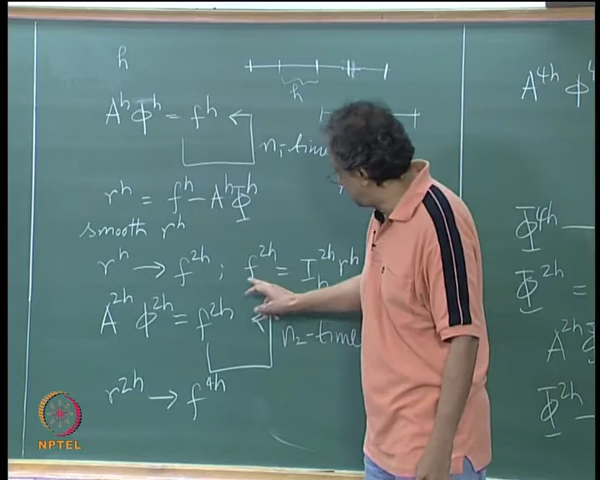 h
h
A^h Φ^h = f^h
n₁-time
r^h = f^h - A^h Φ^h
smooth r^h
r^h → f^2h ; f^2h = I_h^2h r^h
A^2h Φ^2h = f^2h
n₂-time
r^2h → f^4h
A^4h Φ^4
Φ^4h —
Φ^2h =
A^2h
Φ^2h -
NPTEL